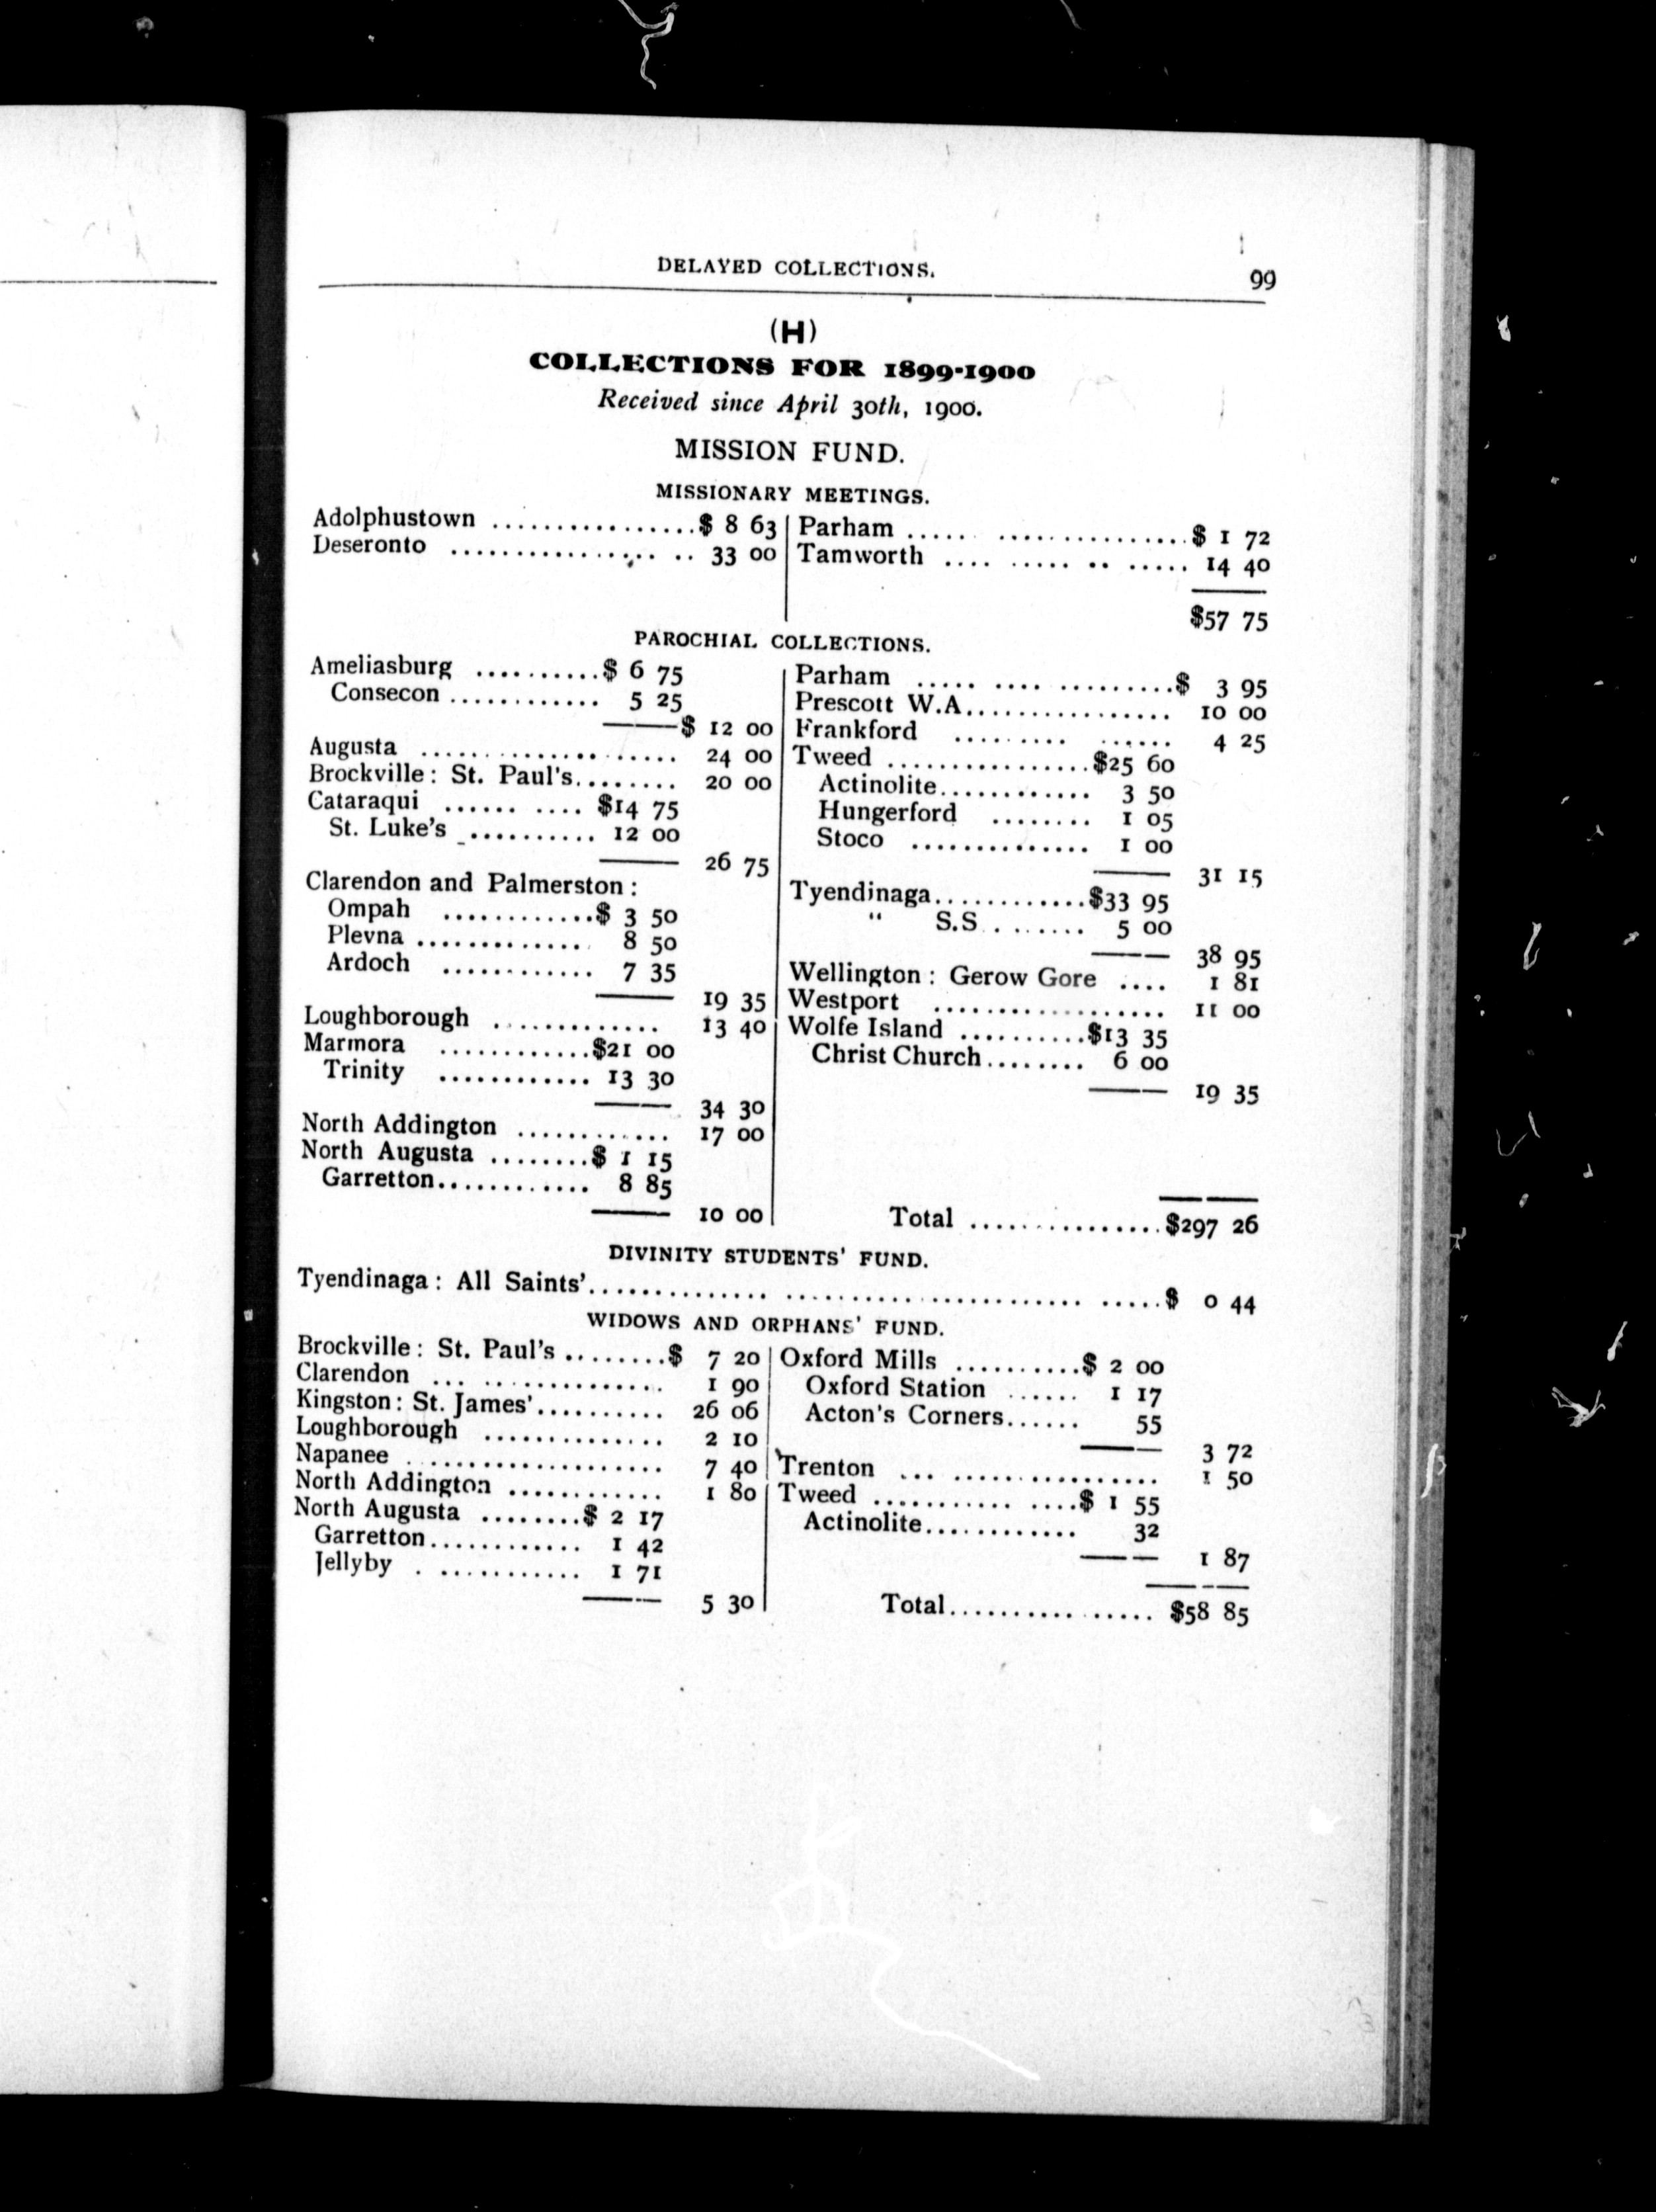 DELAYED COLLECTIONS.
99
(H)
COLLECTIONS FOR 1899-1900
Received since April 30th, 1900.
MISSION FUND.
MISSIONARY MEETINGS.
Adolphustown ................ $ 8 63
Deseronto ................ 33 00
Parham ................ $ 1 72
Tamworth ................ 14 40
$57 75
PAROCHIAL COLLECTIONS.
Ameliasburg .......... $ 6 75
Consecon ............ 5 25
$ 12 00
Augusta .................... 24 00
Brockville: St. Paul's ........ 20 00
Cataraqui .......... $14 75
St. Luke's .......... 12 00
26 75
Clarendon and Palmerston:
Ompah ............ $ 3 50
Plevna .............. 8 50
Ardoch ............ 7 35
19 35
Loughborough ............. 13 40
Marmora ............ $21 00
Trinity ............ 13 30
34 30
North Addington ............ 17 00
North Augusta ........ $ 1 15
Garretton ............ 8 85
10 00
Parham .................. $ 3 95
Prescott W.A. ................ 10 00
Frankford ............... 4 25
Tweed ................ $25 60
Actinolite ............ 3 50
Hungerford ........ 1 05
Stoco .............. 1 00
31 15
Tyendinaga ............ $33 95
" S.S. ........ 5 00
38 95
Wellington: Gerow Gore .... 1 81
Westport .................. 11 00
Wolfe Island .......... $13 35
Christ Church ........ 6 00
19 35
Total ................ $297 26
DIVINITY STUDENTS' FUND.
Tyendinaga: All Saints' ........................................ $ 0 44
WIDOWS AND ORPHANS' FUND.
Brockville: St. Paul's ........ $ 7 20
Clarendon ................. 1 90
Kingston: St. James' .......... 26 06
Loughborough .............. 2 10
Napanee ................... 7 40
North Addington ............ 1 80
North Augusta ........ $ 2 17
Garretton ............ 1 42
Jellyby ............ 1 71
5 30
Oxford Mills .......... $ 2 00
Oxford Station ...... 1 17
Acton's Corners ...... 55
3 72
Trenton ................... 1 50
Tweed ............... $ 1 55
Actinolite ............ 32
1 87
Total ................ $58 85